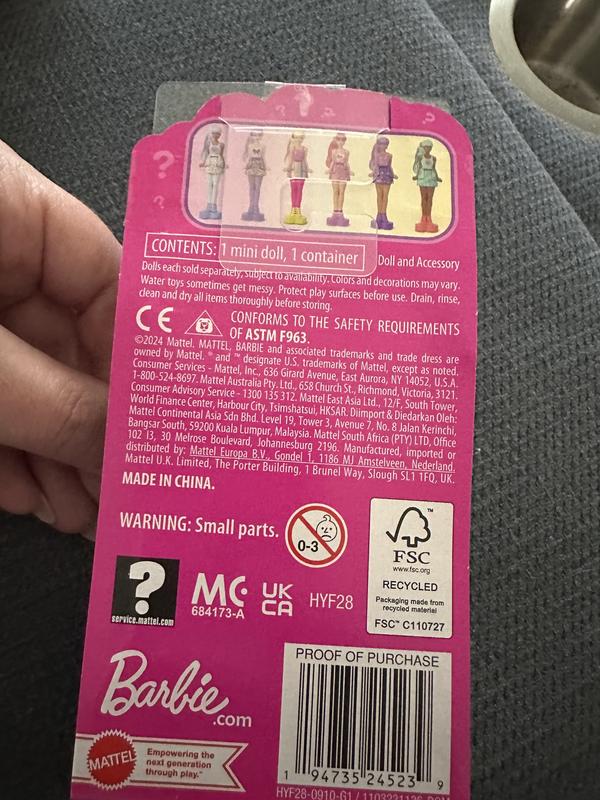 ?
?
?
?
CONTENTS: 1 mini doll, 1 container
Doll and Accessory
Dolls each sold separately, subject to availability. Colors and decorations may vary.
Water toys sometimes get messy. Protect play surfaces before use. Drain, rinse,
clean and dry all items thoroughly before storing.
CE
CONFORMS TO THE SAFETY REQUIREMENTS
OF ASTM F963.
©2024 Mattel. MATTEL, BARBIE and associated trademarks and trade dress are
owned by Mattel. ® and ™ designate U.S. trademarks of Mattel, except as noted.
Consumer Services - Mattel, Inc., 636 Girard Avenue, East Aurora, NY 14052, U.S.A.
1-800-524-8697. Mattel Australia Pty. Ltd., 658 Church St., Richmond, Victoria, 3121.
Consumer Advisory Service - 1300 135 312. Mattel East Asia Ltd., 12/F, South Tower,
World Finance Center, Harbour City, Tsimshatsui, HKSAR. Diimport & Diedarkan Oleh:
Mattel Continental Asia Sdn Bhd. Level 19, Tower 3, Avenue 7, No. 8 Jalan Kerinchi,
Bangsar South, 59200 Kuala Lumpur, Malaysia. Mattel South Africa (PTY) LTD, Office
102 I3, 30 Melrose Boulevard, Johannesburg 2196. Manufactured, imported or
distributed by: Mattel Europa B.V., Gondel 1, 1186 MJ Amstelveen, Nederland.
Mattel U.K. Limited, The Porter Building, 1 Brunel Way, Slough SL1 1FQ, UK.
MADE IN CHINA.
WARNING: Small parts.
0-3
™
FSC
www.fsc.org
RECYCLED
Packaging made from
recycled material
FSC™ C110727
?
service.mattel.com
MC
684173-A
UK
CA
HYF28
Barbie
.com
MATTEL
Empowering the
next generation
through play.™
PROOF OF PURCHASE
1 94735 24523 9
HYF28-0910-G1 /